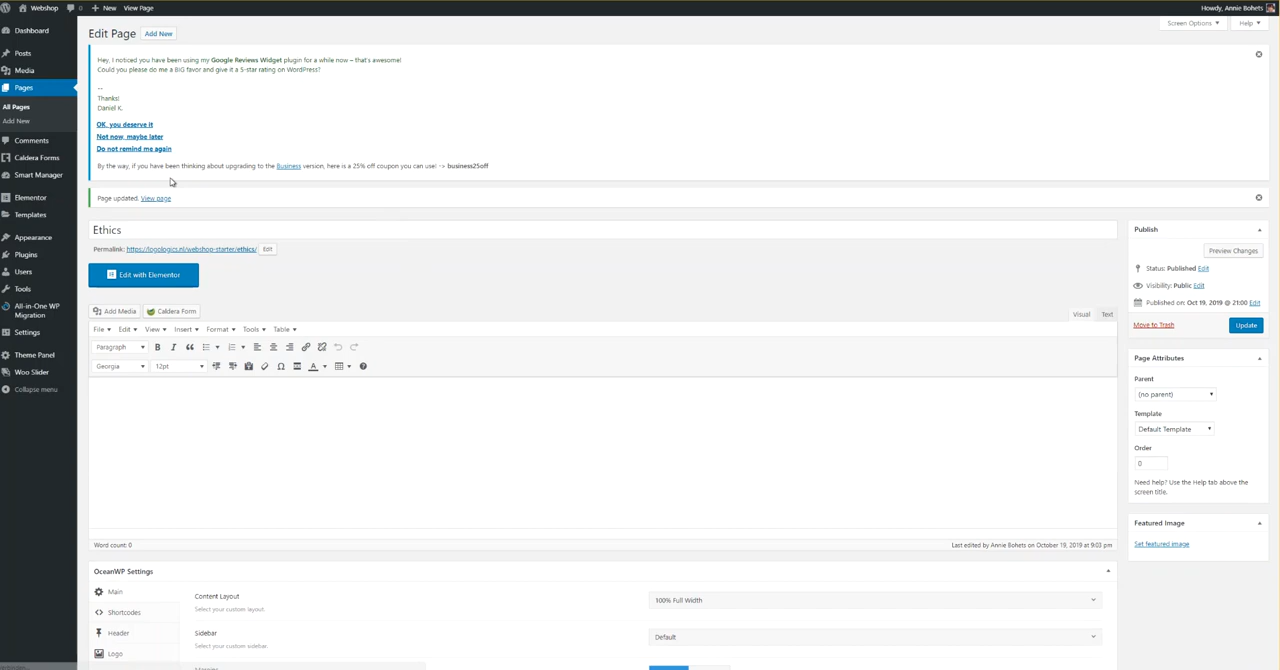 Webshop
0
New
View Page
Howdy, Annie Bohets
Dashboard
Posts
Media
Pages
All Pages
Add New
Comments
Caldera Forms
Smart Manager
Elementor
Templates
Appearance
Plugins
Users
Tools
All-in-One WP
Migration
Settings
Theme Panel
Woo Slider
Collapse menu
Edit Page
Add New
Screen Options
Help
Hey, I noticed you have been using my Google Reviews Widget plugin for a while now – that's awesome!
Could you please do me a BIG favor and give it a 5-star rating on WordPress?
--
Thanks!
Daniel K.
OK, you deserve it
Not now, maybe later
Do not remind me again
By the way, if you have been thinking about upgrading to the Business version, here is a 25% off coupon you can use! -> business25off
Page updated. View page
Ethics
Permalink: https://logologics.nl/webshop-starter/ethics/ Edit
Edit with Elementor
Add Media
Caldera Form
Visual
Text
File
Edit
View
Insert
Format
Tools
Table
Paragraph
B
I
Georgia
12pt
A
Word count: 0
Last edited by Annie Bohets on October 19, 2019 at 9:03 pm
OceanWP Settings
Main
Shortcodes
Header
Logo
Content Layout
Select your custom layout.
100% Full Width
Sidebar
Select your custom sidebar.
Default
Margins
Publish
Preview Changes
Status: Published Edit
Visibility: Public Edit
Published on: Oct 19, 2019 @ 21:00 Edit
Move to Trash
Update
Page Attributes
Parent
(no parent)
Template
Default Template
Order
0
Need help? Use the Help tab above the
screen title.
Featured Image
Set featured image